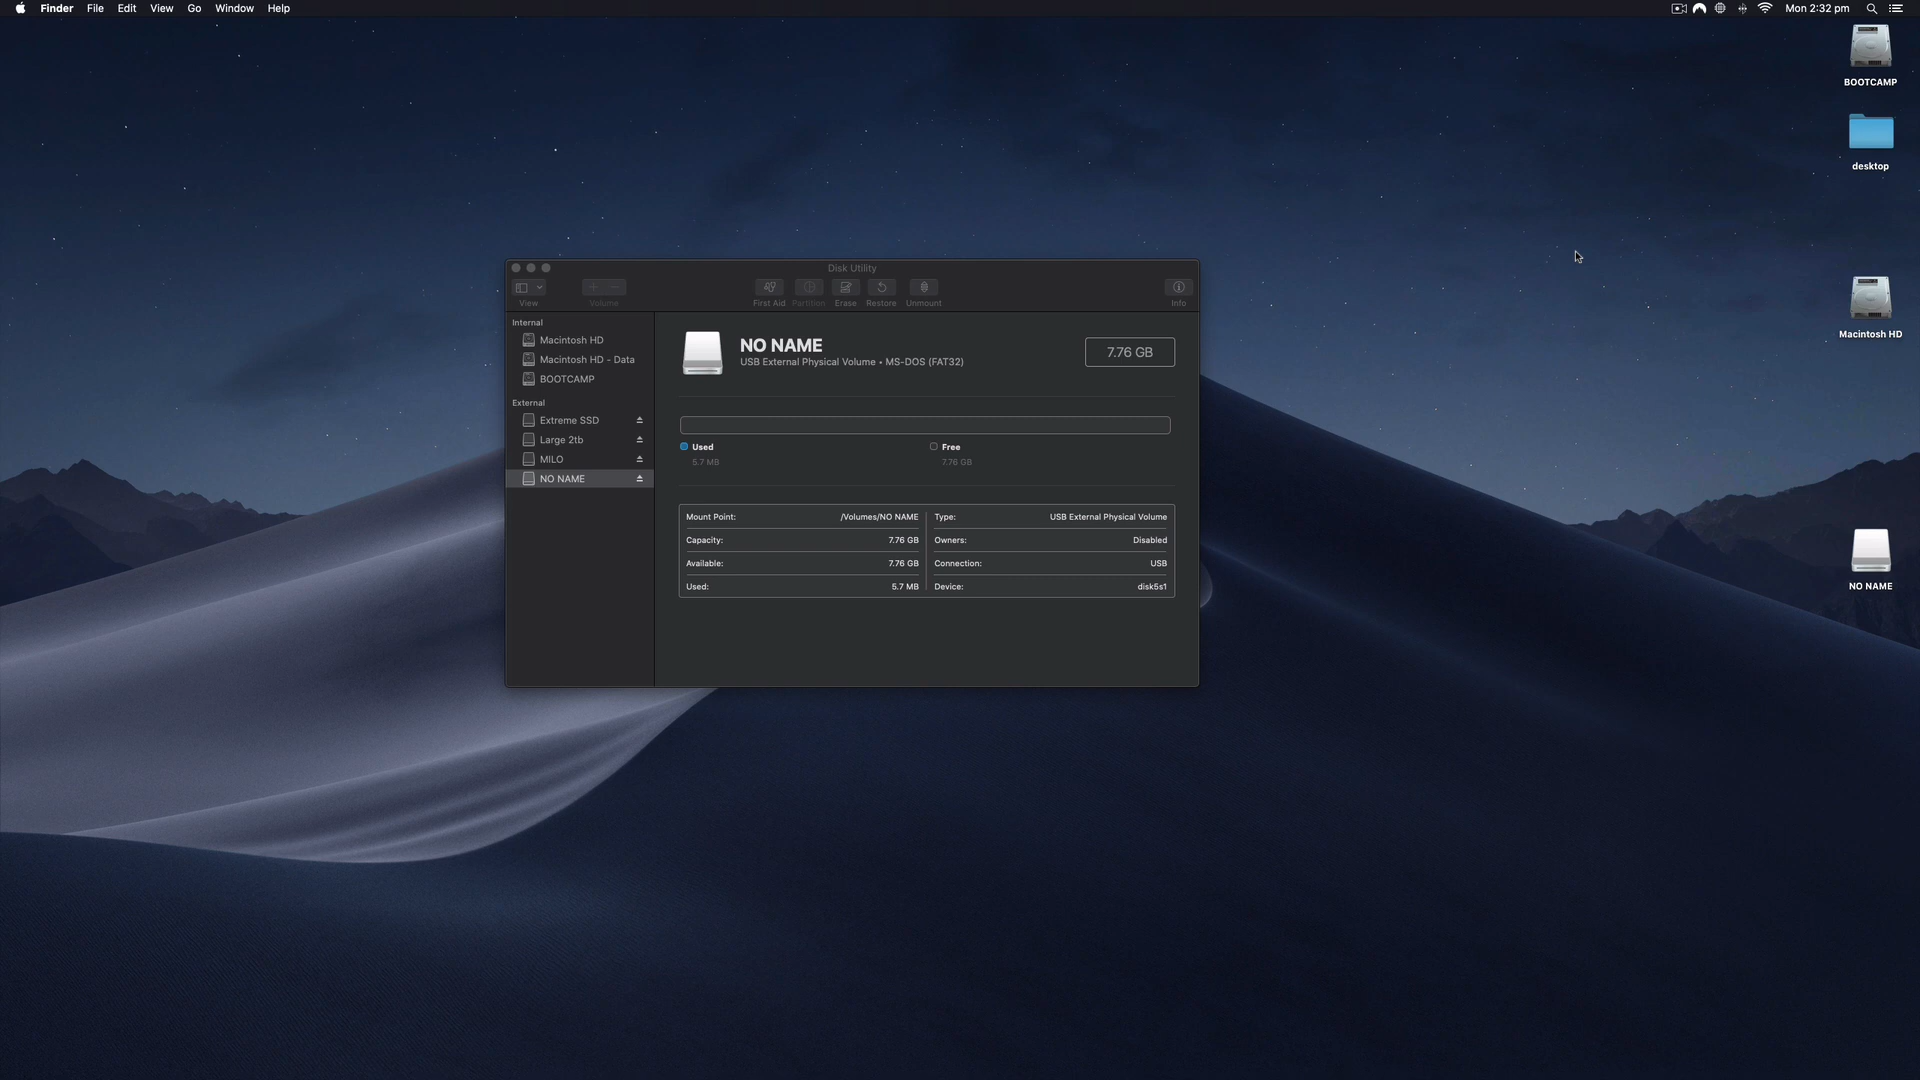 Finder File Edit View Go Window Help
Mon 2:32 pm
BOOTCAMP
desktop
Macintosh HD
NO NAME
Disk Utility
View
Volume
First Aid Partition Erase Restore Unmount
Info
Internal
Macintosh HD
Macintosh HD - Data
BOOTCAMP
External
Extreme SSD
Large 2tb
MILO
NO NAME
NO NAME
USB External Physical Volume • MS-DOS (FAT32)
7.76 GB
Used
5.7 MB
Free
7.76 GB
Mount Point: /Volumes/NO NAME
Capacity: 7.76 GB
Available: 7.76 GB
Used: 5.7 MB
Type: USB External Physical Volume
Owners: Disabled
Connection: USB
Device: disk5s1